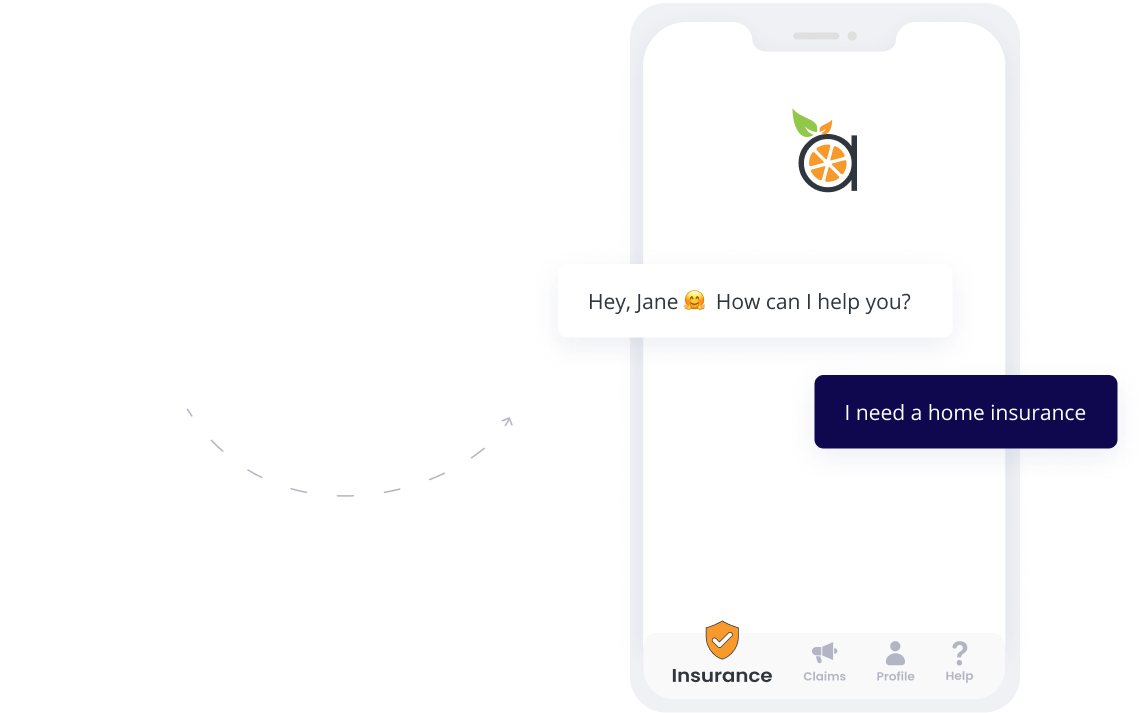 Hey, Jane 🤗 How can I help you?
I need a home insurance
Insurance
Claims
Profile
Help